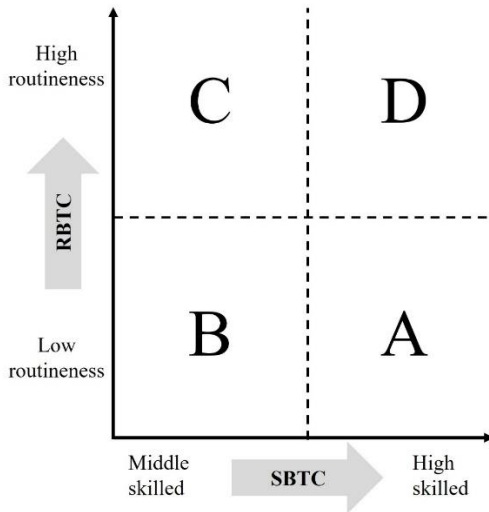 High
routineness
C
D
RBTC
Low
routineness
B
A
Middle
skilled
SBTC
High
skilled